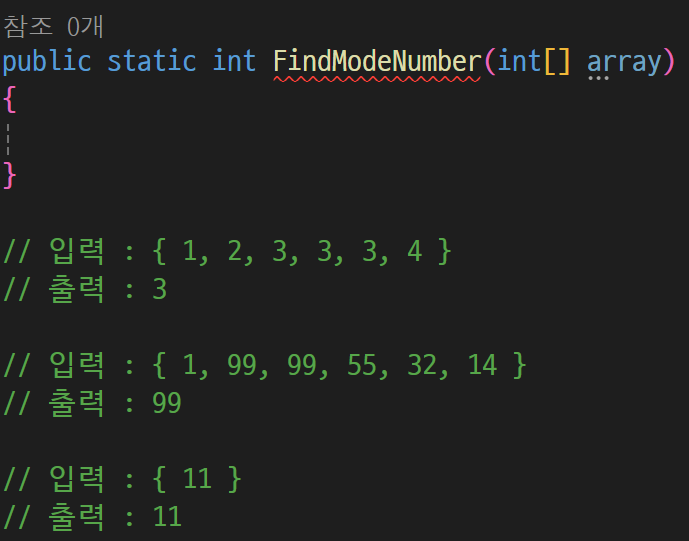 참조 0개
public static int FindModeNumber(int[] array)
{
}
// 입력 : { 1, 2, 3, 3, 3, 4 }
// 출력 : 3
// 입력 : { 1, 99, 99, 55, 32, 14 }
// 출력 : 99
// 입력 : { 11 }
// 출력 : 11